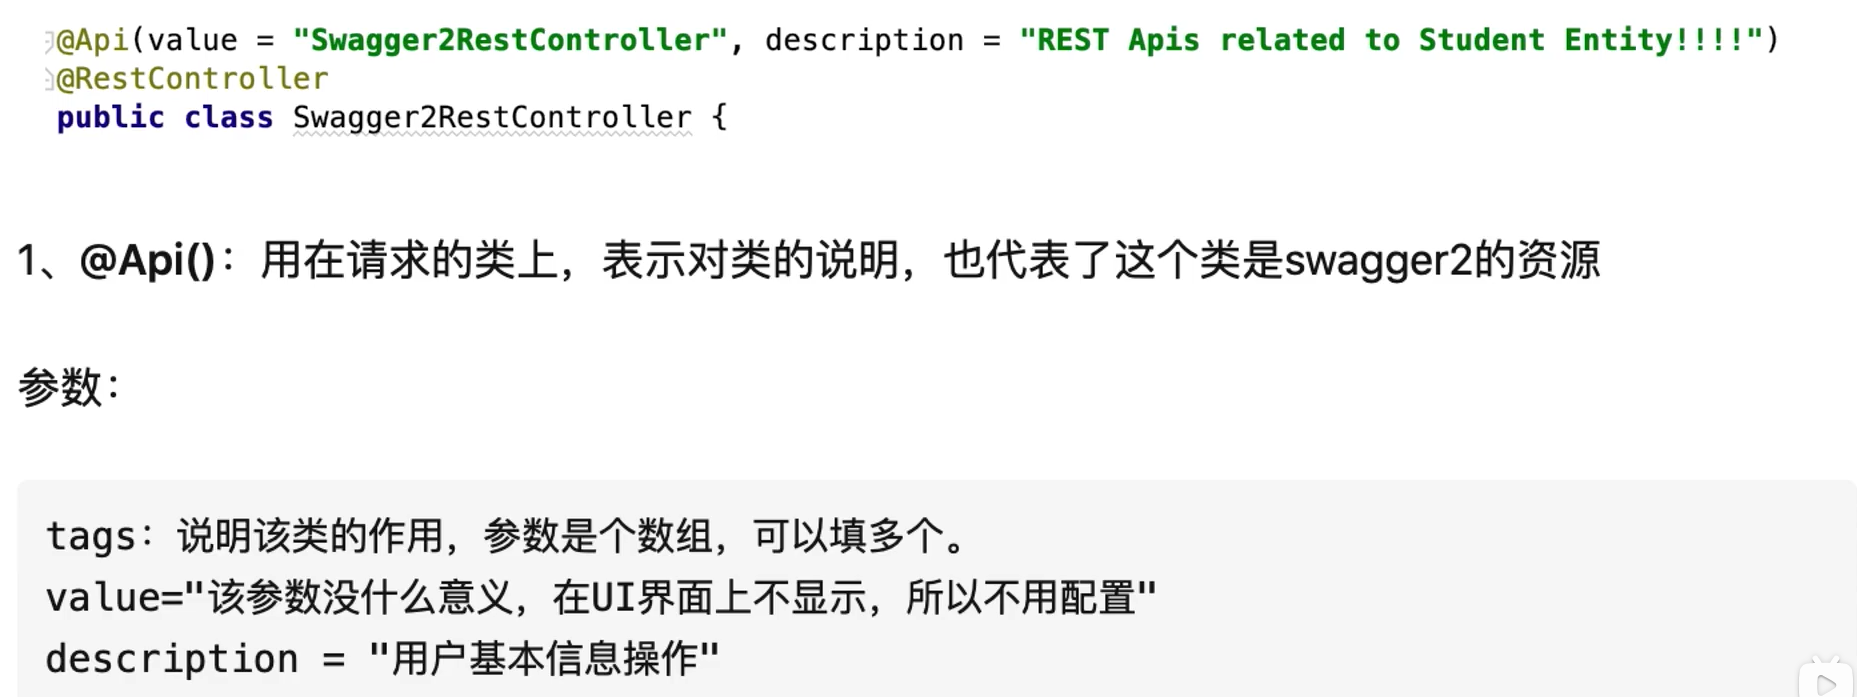 @Api(value = "Swagger2RestController", description = "REST Apis related to Student Entity!!!!")
@RestController
public class Swagger2RestController {
1、@Api()：用在请求的类上，表示对类的说明，也代表了这个类是swagger2的资源
参数：
tags：说明该类的作用，参数是个数组，可以填多个。
value="该参数没什么意义，在UI界面上不显示，所以不用配置"
description = "用户基本信息操作"